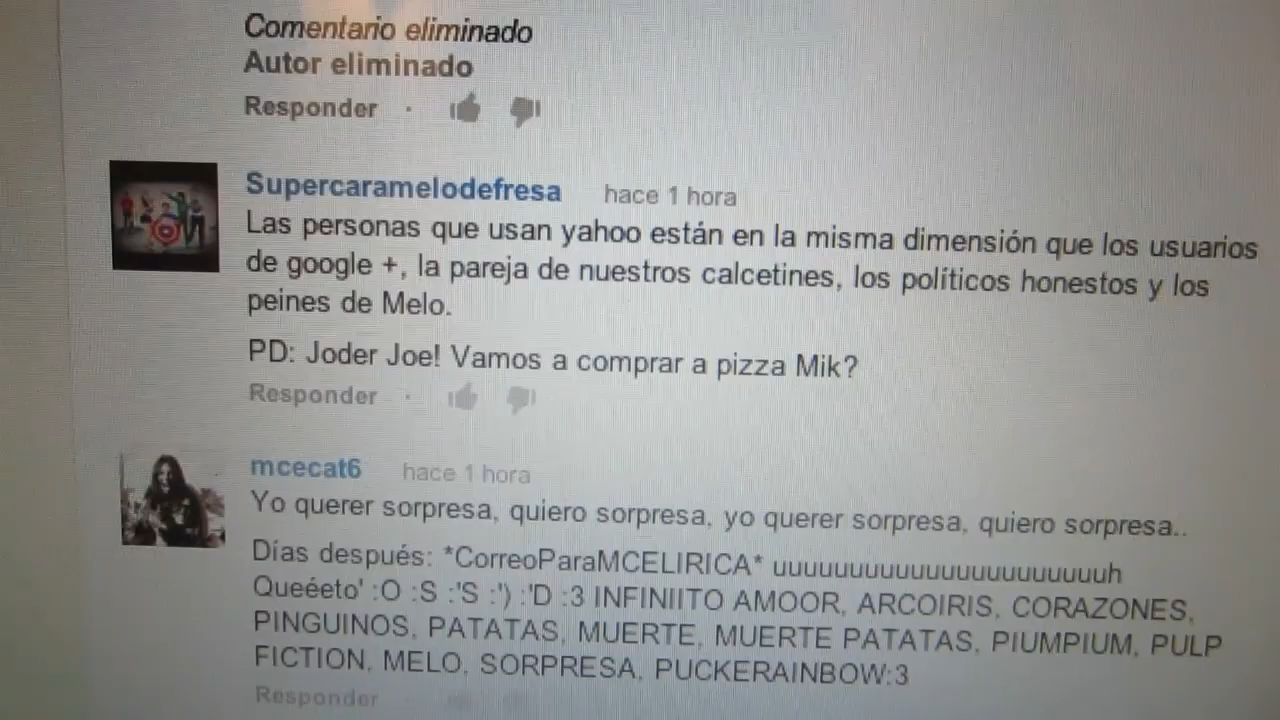 Comentario eliminado
Autor eliminado
Responder ·
Supercaramelodefresa hace 1 hora
Las personas que usan yahoo están en la misma dimensión que los usuarios
de google +, la pareja de nuestros calcetines, los políticos honestos y los
peines de Melo.
PD: Joder Joe! Vamos a comprar a pizza Mik?
Responder ·
mcecat6 hace 1 hora
Yo querer sorpresa, quiero sorpresa, yo querer sorpresa, quiero sorpresa..
Días después: *CorreoParaMCELIRICA* uuuuuuuuuuuuuuuuuuuuuuuh
Queéeto' :O :S :'S :') :'D :3 INFINIITO AMOOR, ARCOIRIS, CORAZONES,
PINGUINOS, PATATAS, MUERTE, MUERTE PATATAS, PIUMPIUM, PULP
FICTION, MELO, SORPRESA, PUCKERAINBOW:3
Responder